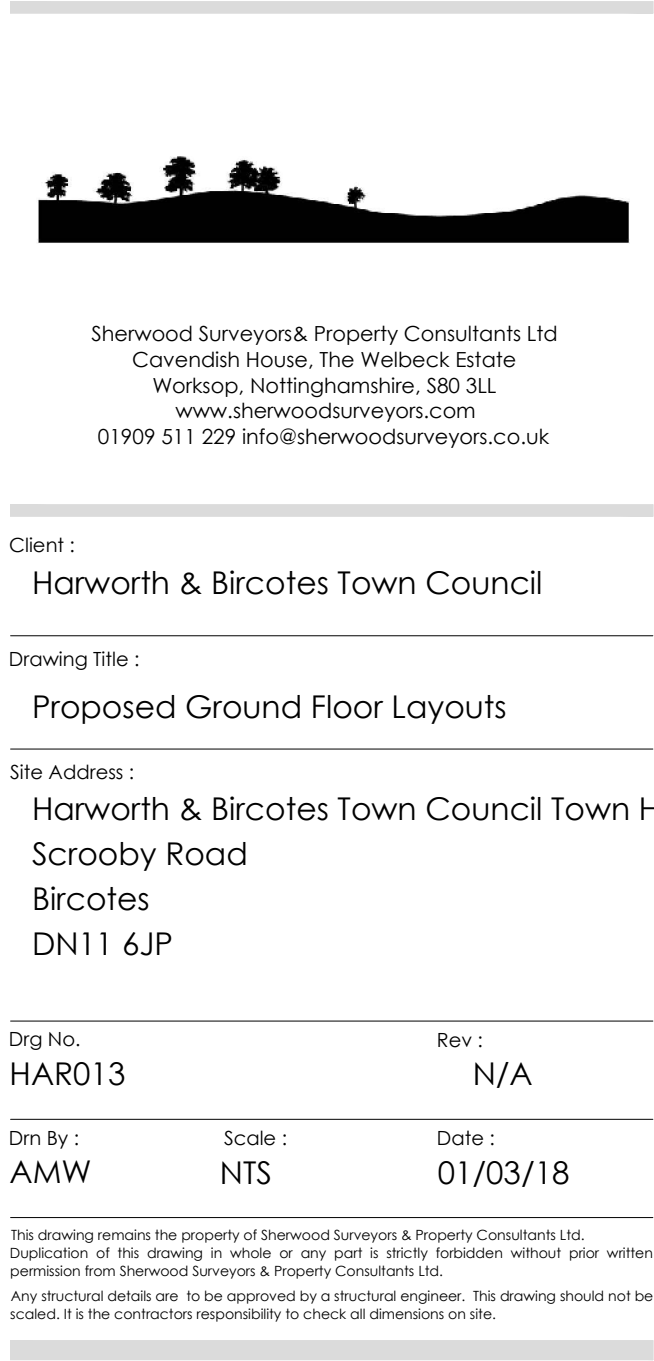 Sherwood Surveyors& Property Consultants Ltd
Cavendish House, The Welbeck Estate
Worksop, Nottinghamshire, S80 3LL
www.sherwoodsurveyors.com
01909 511 229 info@sherwoodsurveyors.co.uk
Client :
Harworth & Bircotes Town Council
Drawing Title :
Proposed Ground Floor Layouts
Site Address :
Harworth & Bircotes Town Council Town
Scrooby Road
Bircotes
DN11 6JP
Drg No.
Rev :
HAR013
N/A
Drn By :
Scale :
Date :
AMW
NTS
01/03/18
This drawing remains the property of Sherwood Surveyors & Property Consultants Ltd.
Duplication of this drawing in whole or any part is strictly forbidden without prior written
permission from Sherwood Surveyors & Property Consultants Ltd.
Any structural details are to be approved by a structural engineer. This drawing should not be
scaled. It is the contractors responsibility to check all dimensions on site.